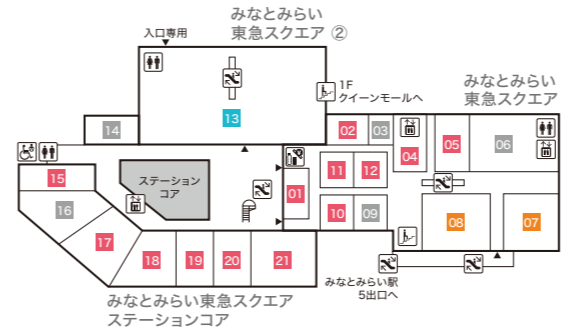 みなとみらい
東急スクエア ②
入口専用
1F
クイーンモールへ
みなとみらい
東急スクエア
13
14
02
03
04
05
06
15
ステーション
コア
11
12
01
16
10
09
08
07
17
18
19
20
21
みなとみらい駅
5出口へ
みなとみらい東急スクエア
ステーションコア